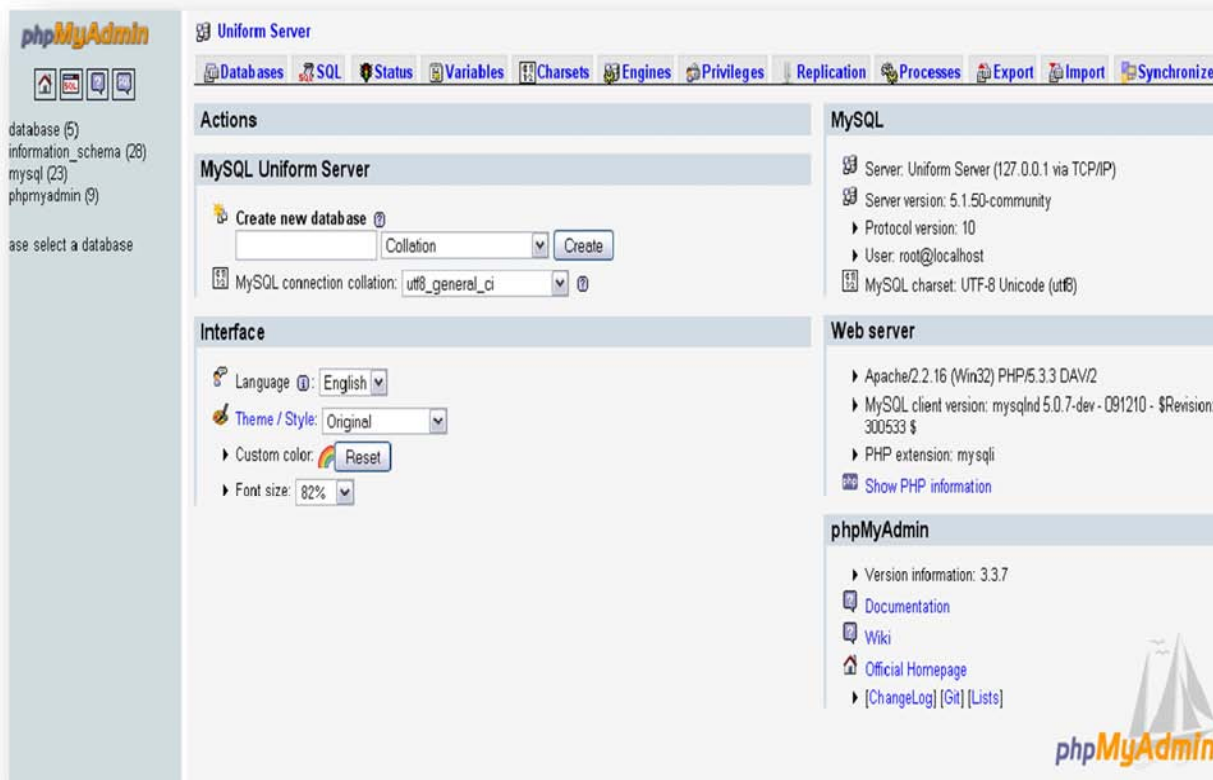 phpMyAdmin
SQL
database (5)
information_schema (28)
mysql (23)
phpmyadmin (9)
ase select a database
Uniform Server
Databases SQL Status Variables Charsets Engines Privileges Replication Processes Export Import Synchronize
Actions
MySQL Uniform Server
Create new database
Collation Create
MySQL connection collation: utf8_general_ci
Interface
Language : English
Theme / Style: Original
Custom color: Reset
Font size: 82%
MySQL
Server: Uniform Server (127.0.0.1 via TCP/IP)
Server version: 5.1.50-community
Protocol version: 10
User: root@localhost
MySQL charset: UTF-8 Unicode (utf8)
Web server
Apache/2.2.16 (Win32) PHP/5.3.3 DAV/2
MySQL client version: mysqlnd 5.0.7-dev - 091210 - $Revision:
300533 $
PHP extension: mysqli
php Show PHP information
phpMyAdmin
Version information: 3.3.7
Documentation
Wiki
Official Homepage
[ChangeLog] [Git] [Lists]
phpMyAdmin